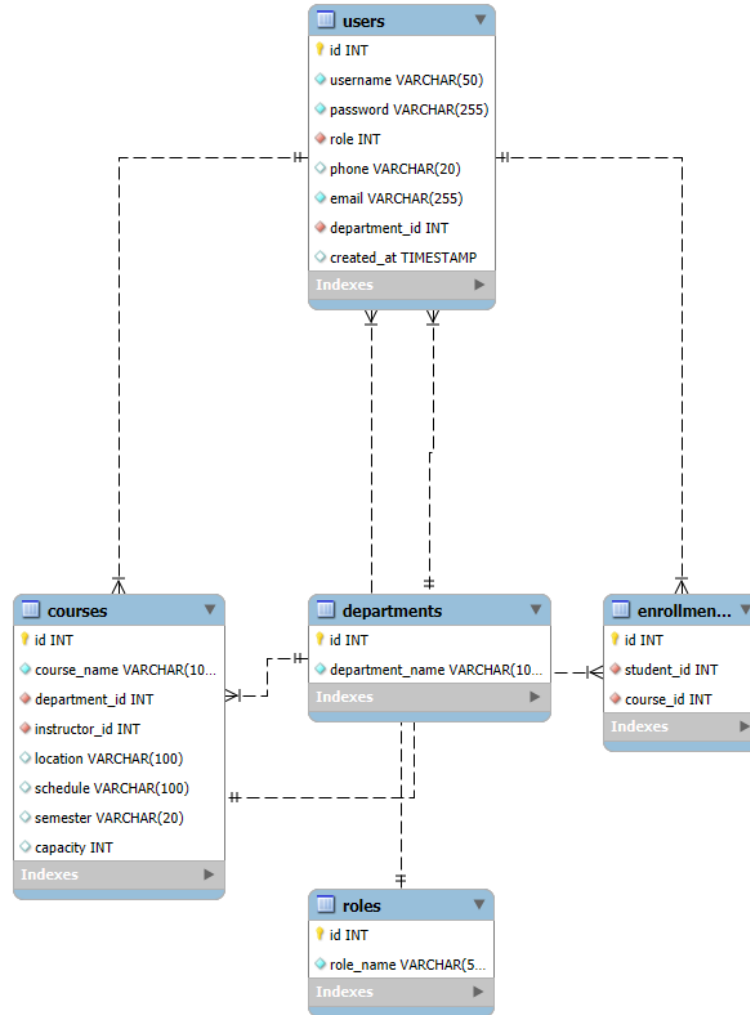 users
id INT
username VARCHAR(50)
password VARCHAR(255)
role INT
phone VARCHAR(20)
email VARCHAR(255)
department_id INT
created_at TIMESTAMP
Indexes
courses
id INT
course_name VARCHAR(10...
department_id INT
instructor_id INT
location VARCHAR(100)
schedule VARCHAR(100)
semester VARCHAR(20)
capacity INT
Indexes
departments
id INT
department_name VARCHAR(10...
Indexes
enrollmen...
id INT
student_id INT
course_id INT
Indexes
roles
id INT
role_name VARCHAR(5...
Indexes